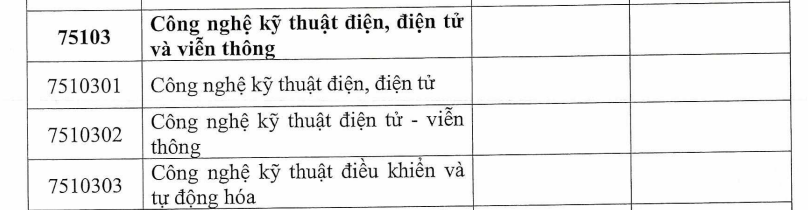 75103
Công nghệ kỹ thuật điện, điện tử
và viễn thông
7510301
Công nghệ kỹ thuật điện, điện tử
7510302
Công nghệ kỹ thuật điện tử - viễn
thông
7510303
Công nghệ kỹ thuật điều khiển và
tự động hóa